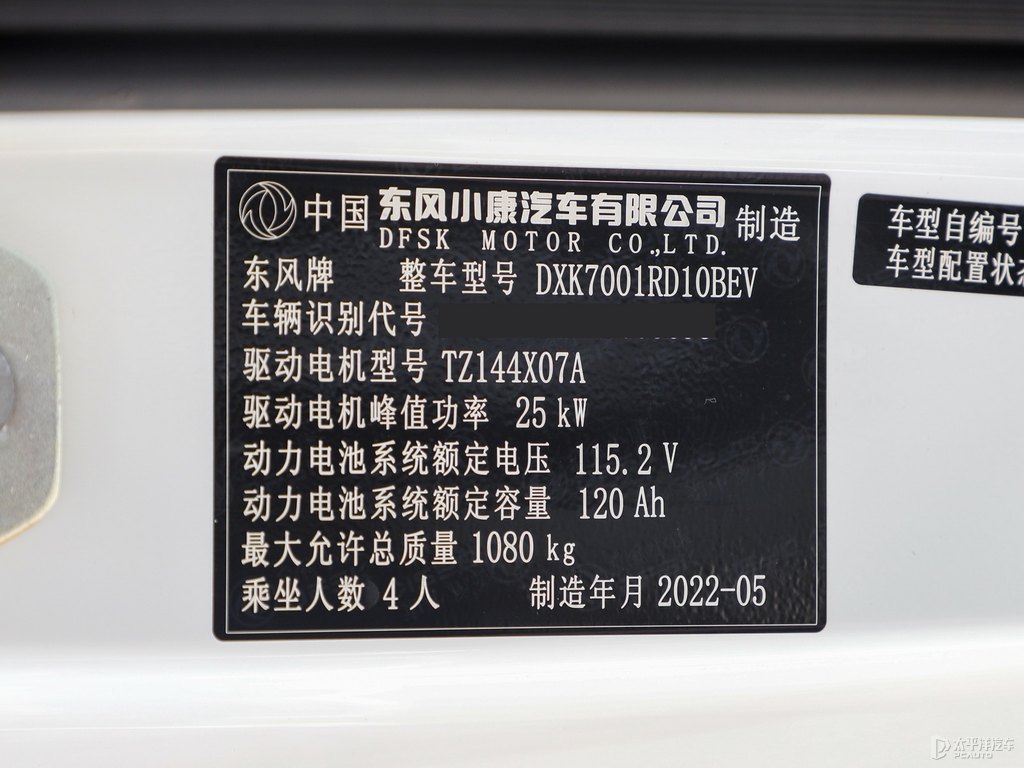 中国 东风小康汽车有限公司 制造
DFSK MOTOR CO.,LTD.
东风牌 整车型号 DXK7001RD10BEV
车辆识别代号
驱动电机型号 TZ144X07A
驱动电机峰值功率 25 kW
动力电池系统额定电压 115.2 V
动力电池系统额定容量 120 Ah
最大允许总质量 1080 kg
乘坐人数 4 人 制造年月 2022-05
车型自编号
车型配置状态
太平洋汽车
PCAUTO